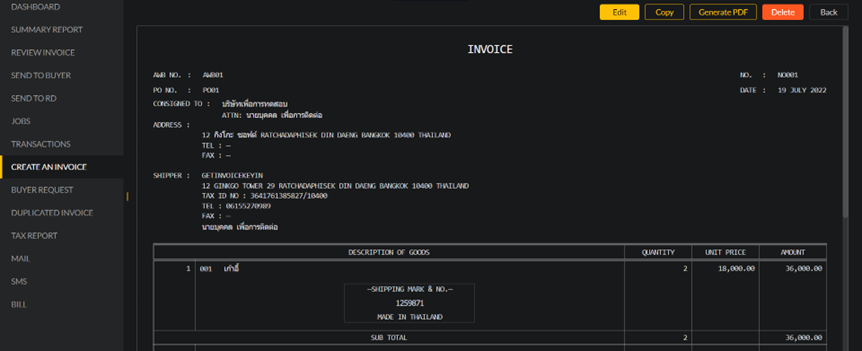 DASHBOARD
SUMMARY REPORT
REVIEW INVOICE
SEND TO BUYER
SEND TO RD
JOBS
TRANSACTIONS
CREATE AN INVOICE
BUYER REQUEST
DUPLICATED INVOICE
TAX REPORT
MAIL
SMS
BILL
Edit Copy Generate PDF Delete Back
INVOICE
AWB NO. : AWB01 NO. : NO001
PO NO. : PO01 DATE : 19 JULY 2022
CONSIGNED TO : บริษัทเพื่อการทดสอบ
ATTN: นายบุคคล เพื่อการติดต่อ
ADDRESS :
12 กิงโกะ ซอฟต์ RATCHADAPHISEK DIN DAENG BANGKOK 10400 THAILAND
TEL : —
FAX : —
SHIPPER : GETINVOICEKEYIN
12 GINKGO TOWER 29 RATCHADAPHISEK DIN DAENG BANGKOK 10400 THAILAND
TAX ID NO : 3641761385827/10400
TEL : 06155270989
FAX : —
นายบุคคล เพื่อการติดต่อ
DESCRIPTION OF GOODS QUANTITY UNIT PRICE AMOUNT
1 001 เก้าอี้ 2 18,000.00 36,000.00
—SHIPPING MARK & NO.—
1259871
MADE IN THAILAND
SUB TOTAL 2 36,000.00